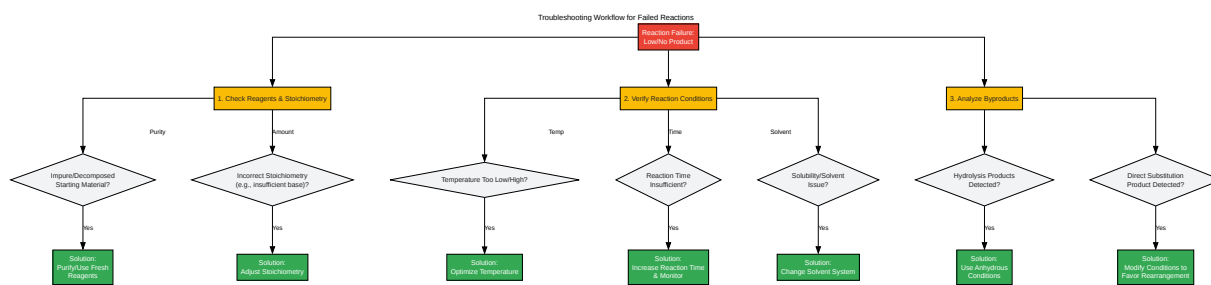 Troubleshooting Workflow for Failed Reactions
Reaction Failure:
Low/No Product
1. Check Reagents & Stoichiometry
2. Verify Reaction Conditions
3. Analyze Byproducts
Purity
Amount
Temp
Time
Solvent
Impure/Decomposed
Starting Material?
Incorrect Stoichiometry
(e.g., insufficient base)?
Temperature Too Low/High?
Reaction Time
Insufficient?
Solubility/Solvent
Issue?
Hydrolysis Products
Detected?
Direct Substitution
Product Detected?
Yes
Yes
Yes
Yes
Yes
Yes
Yes
Solution:
Purify/Use Fresh
Reagents
Solution:
Adjust Stoichiometry
Solution:
Optimize Temperature
Solution:
Increase Reaction Time
& Monitor
Solution:
Change Solvent System
Solution:
Use Anhydrous
Conditions
Solution:
Modify Conditions to
Favor Rearrangement